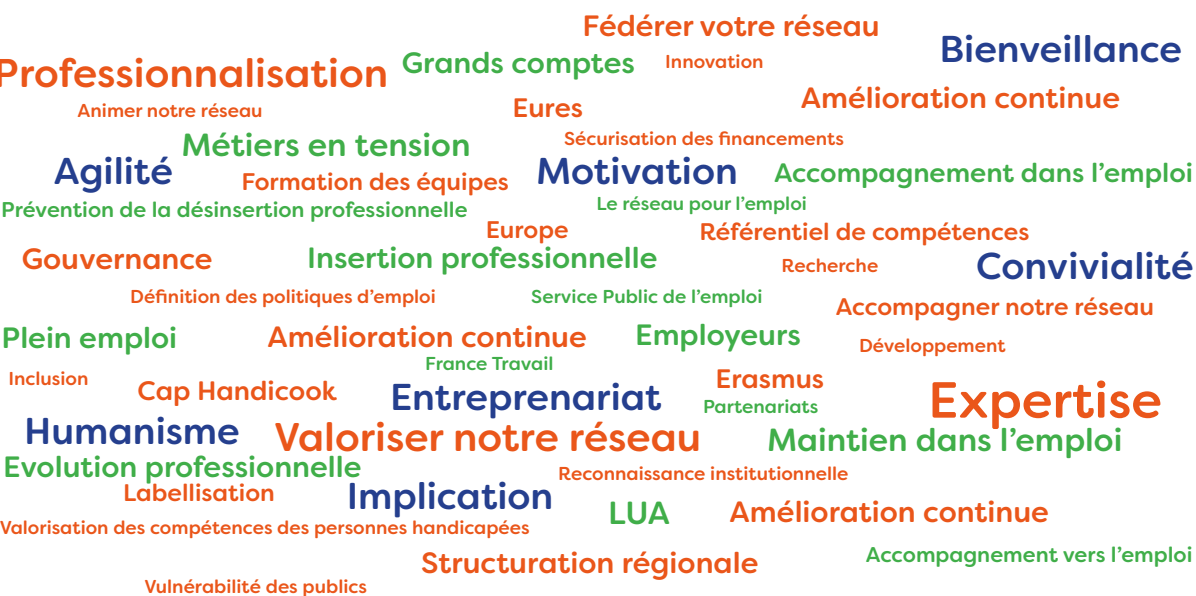 Fédérer votre réseau
Bienveillance
Professionnalisation
Grands comptes
Innovation
Animer notre réseau
Eures
Amélioration continue
Métiers en tension
Sécurisation des financements
Agilité
Formation des équipes
Motivation
Accompagnement dans l’emploi
Prévention de la désinsertion professionnelle
Le réseau pour l’emploi
Europe
Référentiel de compétences
Gouvernance
Insertion professionnelle
Recherche
Convivialité
Définition des politiques d’emploi
Service Public de l’emploi
Accompagner notre réseau
Plein emploi
Amélioration continue
Employeurs
Développement
France Travail
Inclusion
Cap Handicook
Entreprenariat
Erasmus
Partenariats
Expertise
Humanisme
Valoriser notre réseau
Maintien dans l’emploi
Evolution professionnelle
Reconnaissance institutionnelle
Labellisation
Implication
LUA
Amélioration continue
Valorisation des compétences des personnes handicapées
Structuration régionale
Accompagnement vers l’emploi
Vulnérabilité des publics